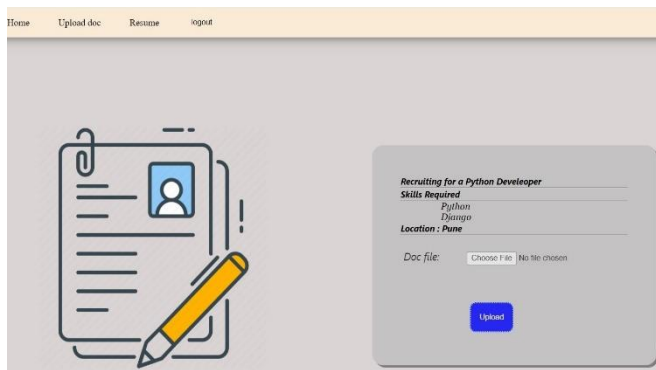 Home Upload doc Resume logout
Recruiting for a Python Develeoper
Skills Required
Python
Django
Location : Pune
Doc file: Choose File No file chosen
Upload